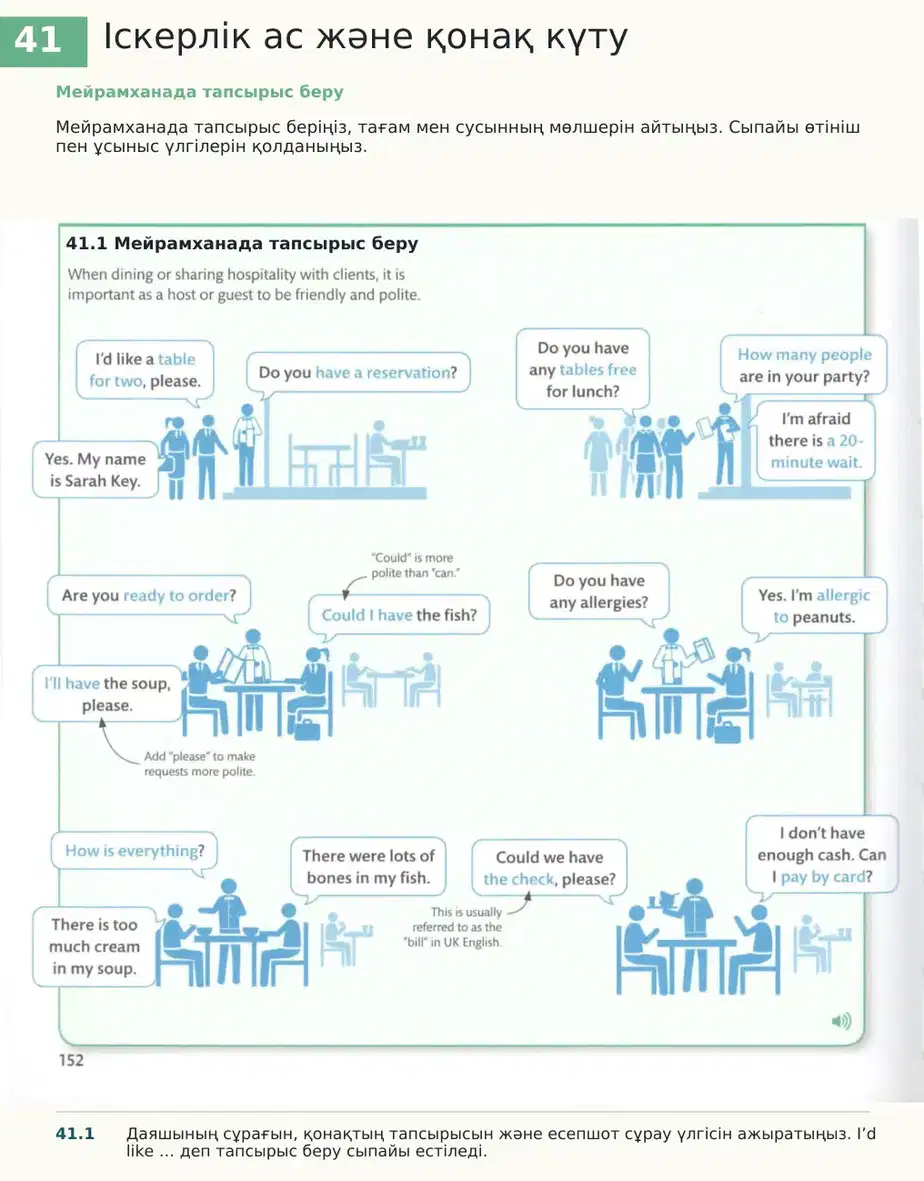 41
Іскерлік ас және қонақ күту
Мейрамханада тапсырыс беру
Мейрамханада тапсырыс беріңіз, тағам мен сусынның мөлшерін айтыңыз. Сыпайы өтініш
пен ұсыныс үлгілерін қолданыңыз.
41.1 Мейрамханада тапсырыс беру
When dining or sharing hospitality with clients, it is
important as a host or guest to be friendly and polite.
I'd like a table
for two, please.
Do you have a reservation?
Yes. My name
is Sarah Key.
Do you have
any tables free
for lunch?
How many people
are in your party?
I'm afraid
there is a 20-
minute wait.
Are you ready to order?
"Could" is more
polite than "can."
Could I have the fish?
I'll have the soup,
please.
Add "please" to make
requests more polite.
Do you have
any allergies?
Yes. I'm allergic
to peanuts.
How is everything?
There were lots of
bones in my fish.
There is too
much cream
in my soup.
Could we have
the check, please?
This is usually
referred to as the
"bill" in UK English.
I don't have
enough cash. Can
I pay by card?
152
41.1 Даяшының сұрағын, қонақтың тапсырысын және есепшот сұрау үлгісін ажыратыңыз. I’d
like … деп тапсырыс беру сыпайы естіледі.